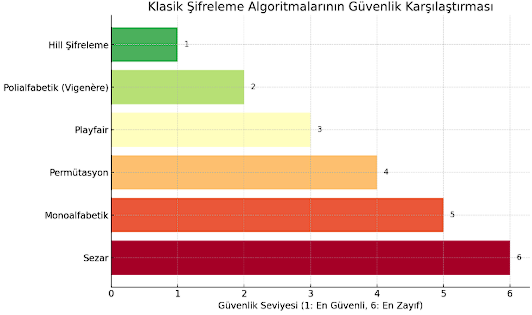 Klasik Şifreleme Algoritmalarının Güvenlik Karşılaştırması
Hill Şifreleme 1
Polialfabetik (Vigenère) 2
Playfair 3
Permütasyon 4
Monoalfabetik 5
Sezar 6
0 1 2 3 4 5 6
Güvenlik Seviyesi (1: En Güvenli, 6: En Zayıf)